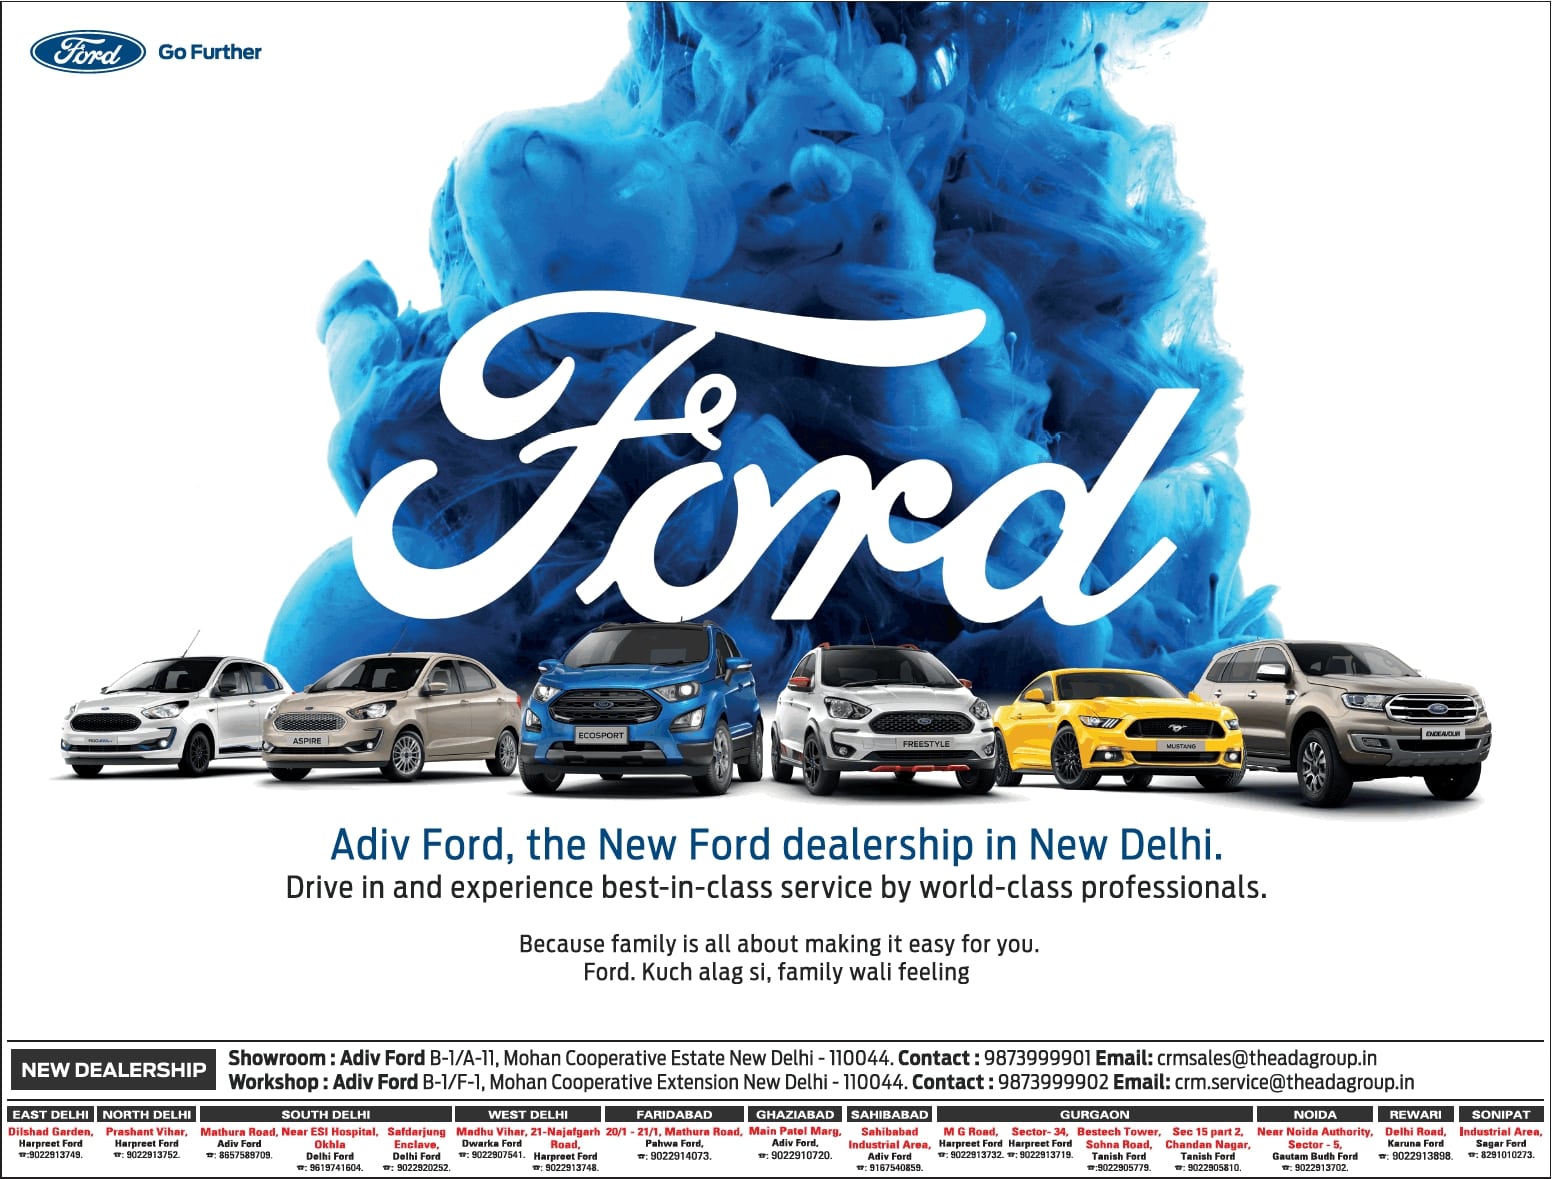 Ford Go Further
Ford
FIGO
ASPIRE
ECOSPORT
FREESTYLE
MUSTANG
ENDEAVOUR
Adiv Ford, the New Ford dealership in New Delhi.
Drive in and experience best-in-class service by world-class professionals.
Because family is all about making it easy for you.
Ford. Kuch alag si, family wali feeling
NEW DEALERSHIP
Showroom : Adiv Ford B-1/A-11, Mohan Cooperative Estate New Delhi - 110044. Contact : 9873999901 Email: crmsales@theadagroup.in
Workshop : Adiv Ford B-1/F-1, Mohan Cooperative Extension New Delhi - 110044. Contact : 9873999902 Email: crm.service@theadagroup.in
EAST DELHI
Dilshad Garden,
Harpreet Ford
☎:9022913749.
NORTH DELHI
Prashant Vihar,
Harpreet Ford
☎: 9022913752.
SOUTH DELHI
Mathura Road,
Adiv Ford
☎: 8657589709.
Near ESI Hospital,
Okhla
Delhi Ford
☎: 9619741604.
Safdarjung
Enclave,
Delhi Ford
☎: 9022920252.
WEST DELHI
Madhu Vihar,
Dwarka Ford
☎: 9022907541.
21-Najafgarh
Road,
Harpreet Ford
☎: 9022913748.
FARIDABAD
20/1 - 21/1, Mathura Road,
Pahwa Ford,
☎: 9022914073.
GHAZIABAD
Main Patel Marg,
Adiv Ford,
☎: 9022910720.
SAHIBABAD
Sahibabad
Industrial Area,
Adiv Ford
☎: 9167540859.
GURGAON
M G Road,
Harpreet Ford
☎: 9022913732.
Sector- 34,
Harpreet Ford
☎: 9022913719.
Bestech Tower,
Sohna Road,
Tanish Ford
☎:9022905779.
Sec 15 part 2,
Chandan Nagar,
Tanish Ford
☎: 9022905810.
NOIDA
Near Noida Authority,
Sector - 5,
Gautam Budh Ford
☎: 9022913702.
REWARI
Delhi Road,
Karuna Ford
☎: 9022913898.
SONIPAT
Industrial Area,
Sagar Ford
☎: 8291010273.